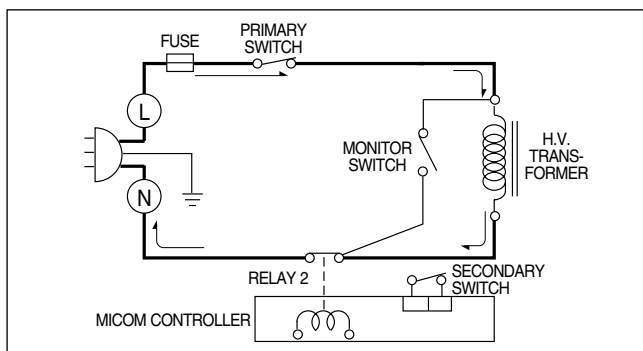 FUSE
PRIMARY
SWITCH
L
MONITOR
SWITCH
H.V.
TRANS-
FORMER
N
RELAY 2
SECONDARY
SWITCH
MICOM CONTROLLER